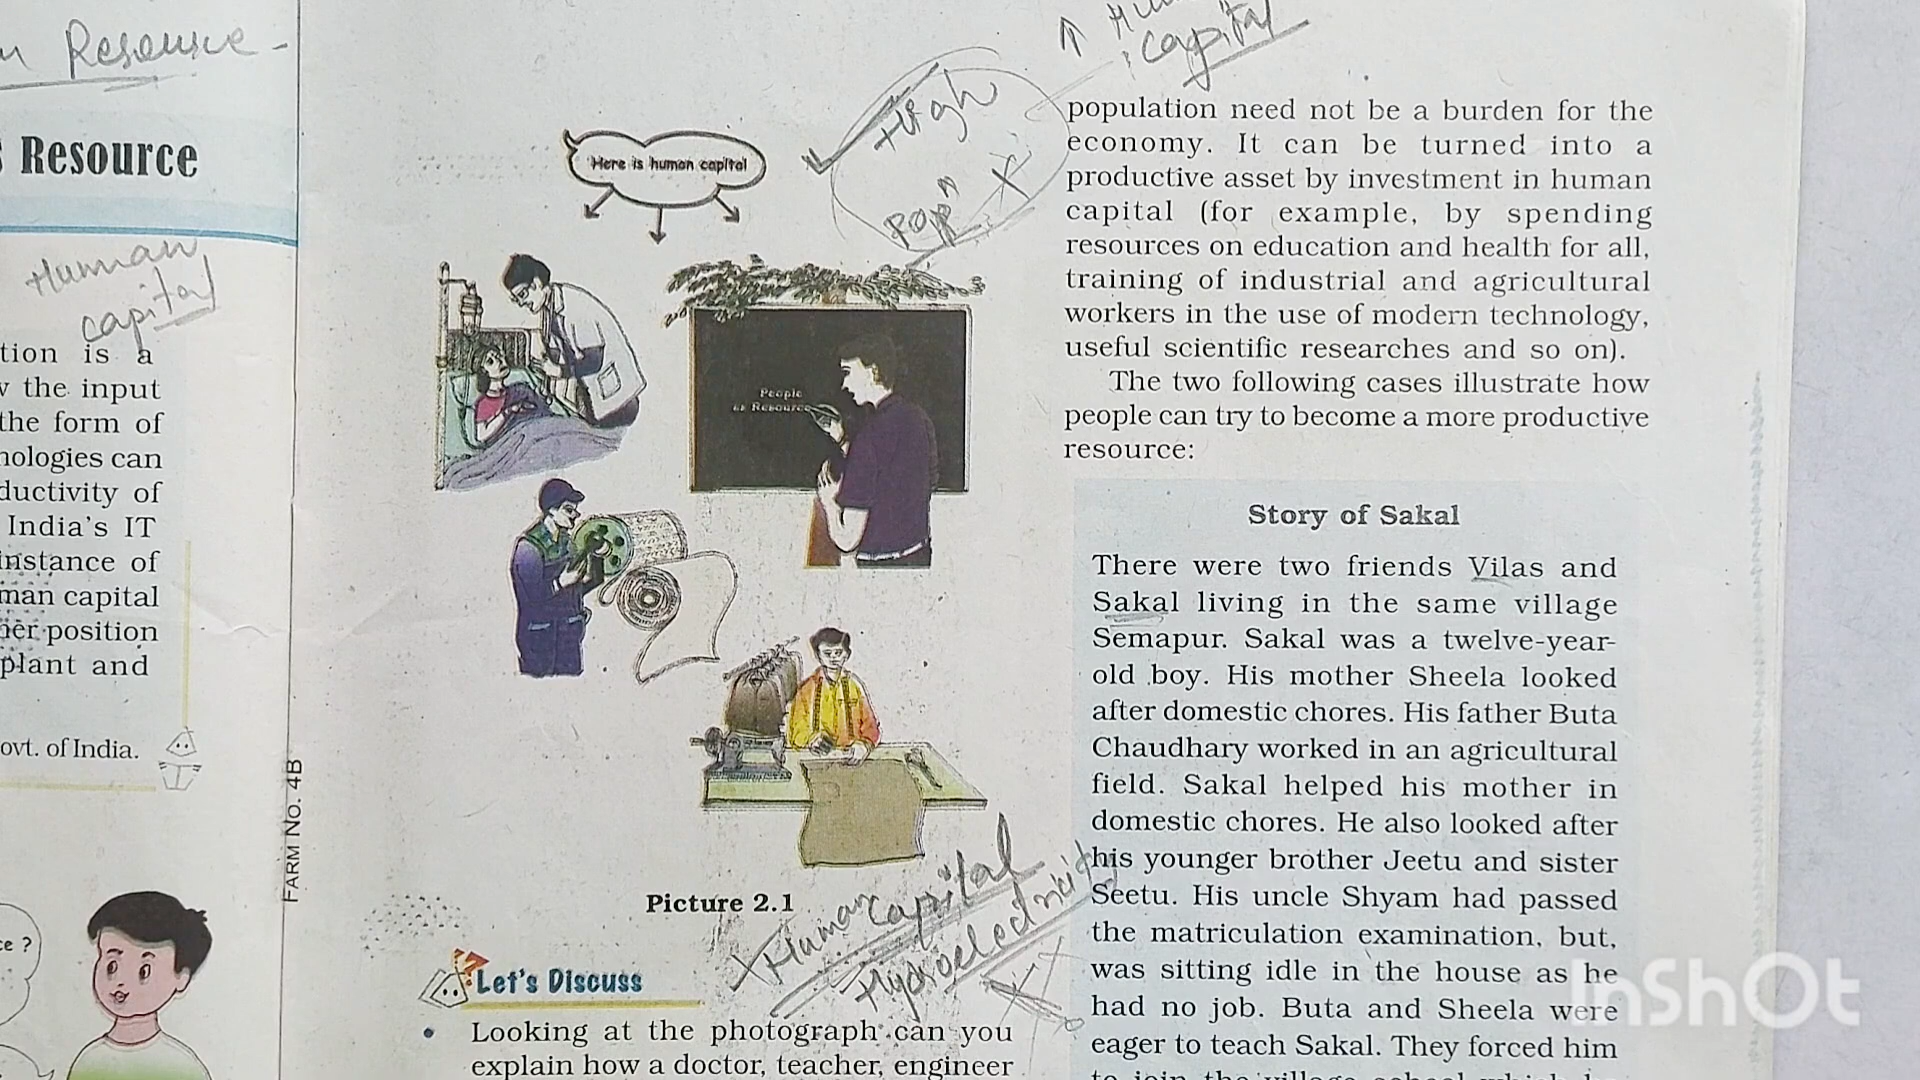 Resource -
Resource
Human
capital
tion is a
the input
the form of
nologies can
ductivity of
India's IT
instance of
man capital
position
plant and
ovt. of India.
FARM NO. 4B
ce ?
Here is human capital
High
Popn
People
as Resource
Picture 2.1
Human capital
Hydroelectricity
Let's Discuss
• Looking at the photograph can you
explain how a doctor, teacher, engineer
↑
capital
population need not be a burden for the
economy. It can be turned into a
productive asset by investment in human
capital (for example, by spending
resources on education and health for all,
training of industrial and agricultural
workers in the use of modern technology,
useful scientific researches and so on).
The two following cases illustrate how
people can try to become a more productive
resource:
Story of Sakal
There were two friends Vilas and
Sakal living in the same village
Semapur. Sakal was a twelve-year-
old boy. His mother Sheela looked
after domestic chores. His father Buta
Chaudhary worked in an agricultural
field. Sakal helped his mother in
domestic chores. He also looked after
his younger brother Jeetu and sister
Seetu. His uncle Shyam had passed
the matriculation examination, but,
was sitting idle in the house as he
had no job. Buta and Sheela were
eager to teach Sakal. They forced him
to join the village school which
InShOt